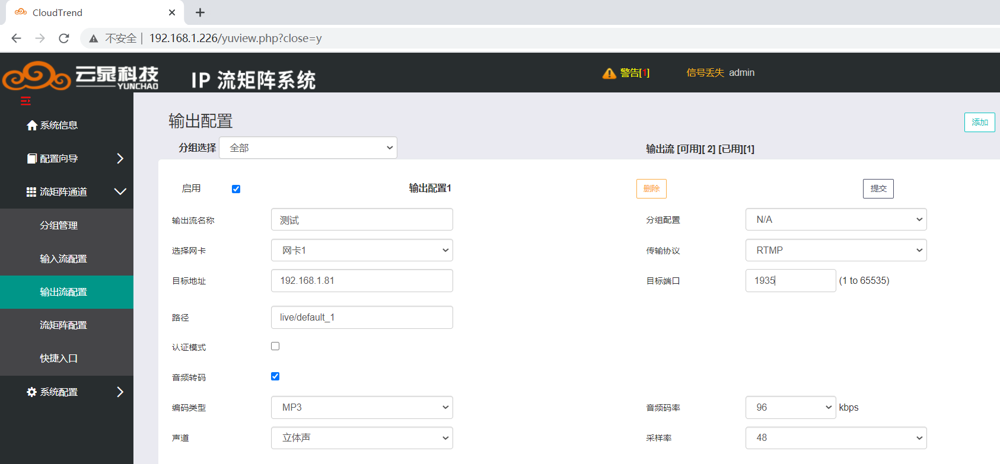 CloudTrend
不安全 192.168.1.226/yuview.php?close=y
云晁科技
YUNCHAO
IP 流矩阵系统
警告[1] 信号丢失 admin
系统信息
配置向导
流矩阵通道
分组管理
输入流配置
输出流配置
流矩阵配置
快捷入口
系统配置
输出配置
添加
分组选择 全部
输出流 [可用][ 2] [已用][1]
启用 输出配置1 删除 提交
输出流名称 测试 分组配置 N/A
选择网卡 网卡1 传输协议 RTMP
目标地址 192.168.1.81 目标端口 1935 (1 to 65535)
路径 live/default_1
认证模式
音频转码
编码类型 MP3 音频码率 96 kbps
声道 立体声 采样率 48